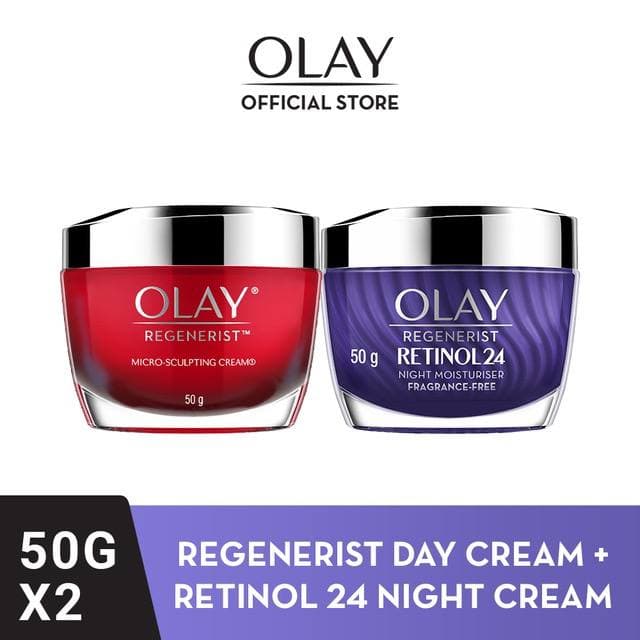 OLAY
OFFICIAL STORE
OLAY®
REGENERIST™
MICRO-SCULPTING CREAM
50 g
OLAY
REGENERIST
50 g RETINOL 24
NIGHT MOISTURISER
FRAGRANCE-FREE
50G
X2
REGENERIST DAY CREAM +
RETINOL 24 NIGHT CREAM